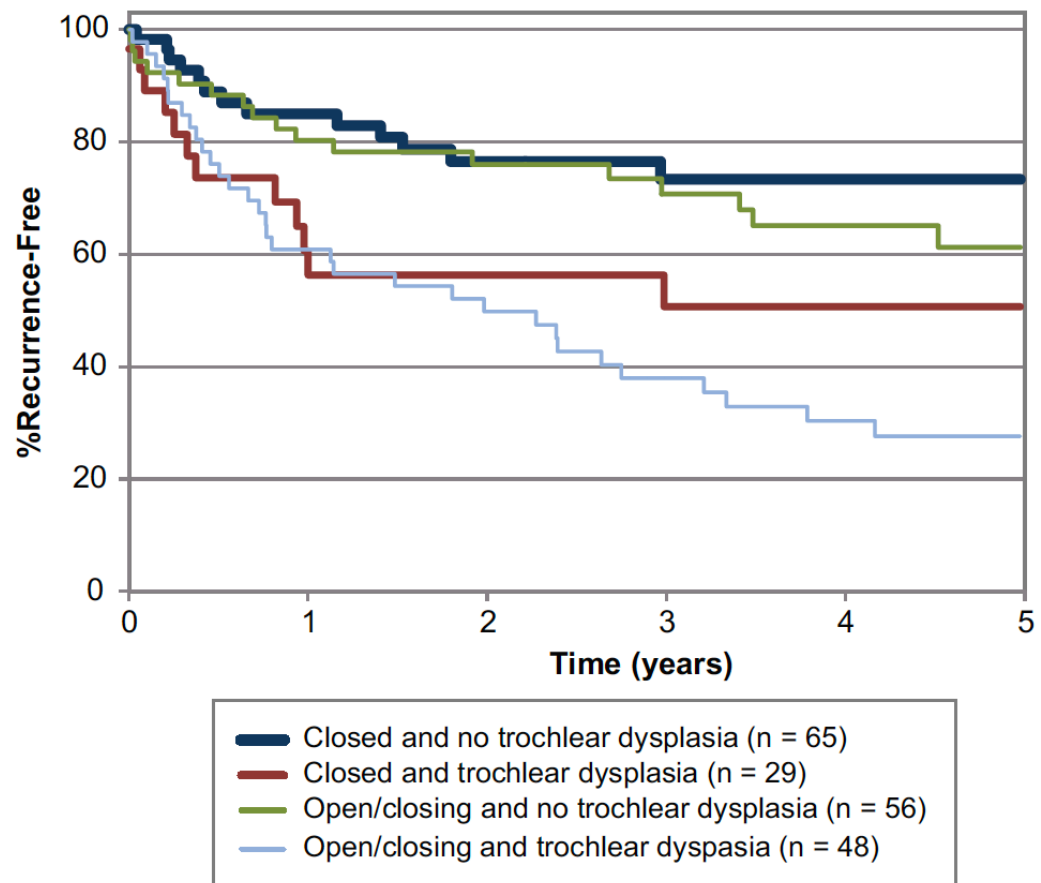 100
80
60
40
20
0
%Recurrence-Free
0 1 2 3 4 5
Time (years)
Closed and no trochlear dysplasia (n = 65)
Closed and trochlear dysplasia (n = 29)
Open/closing and no trochlear dysplasia (n = 56)
Open/closing and trochlear dyspasia (n = 48)